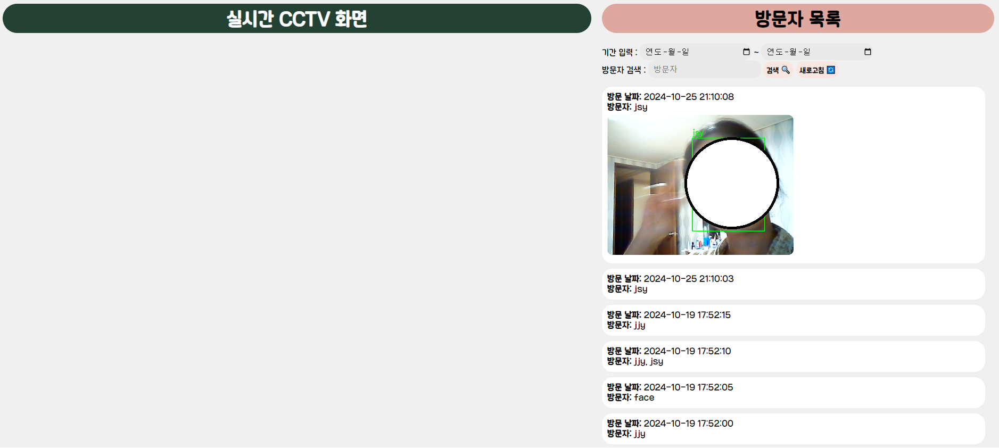 실시간 CCTV 화면
방문자 목록
기간 입력 : 연도-월-일 ~ 연도-월-일
방문자 검색 : 방문자 검색 🔍 새로고침 🔄
방문 날짜: 2024-10-25 21:10:08
방문자: jsy
jsy
방문 날짜: 2024-10-25 21:10:03
방문자: jsy
방문 날짜: 2024-10-19 17:52:15
방문자: jjy
방문 날짜: 2024-10-19 17:52:10
방문자: jjy, jsy
방문 날짜: 2024-10-19 17:52:05
방문자: face
방문 날짜: 2024-10-19 17:52:00
방문자: jjy